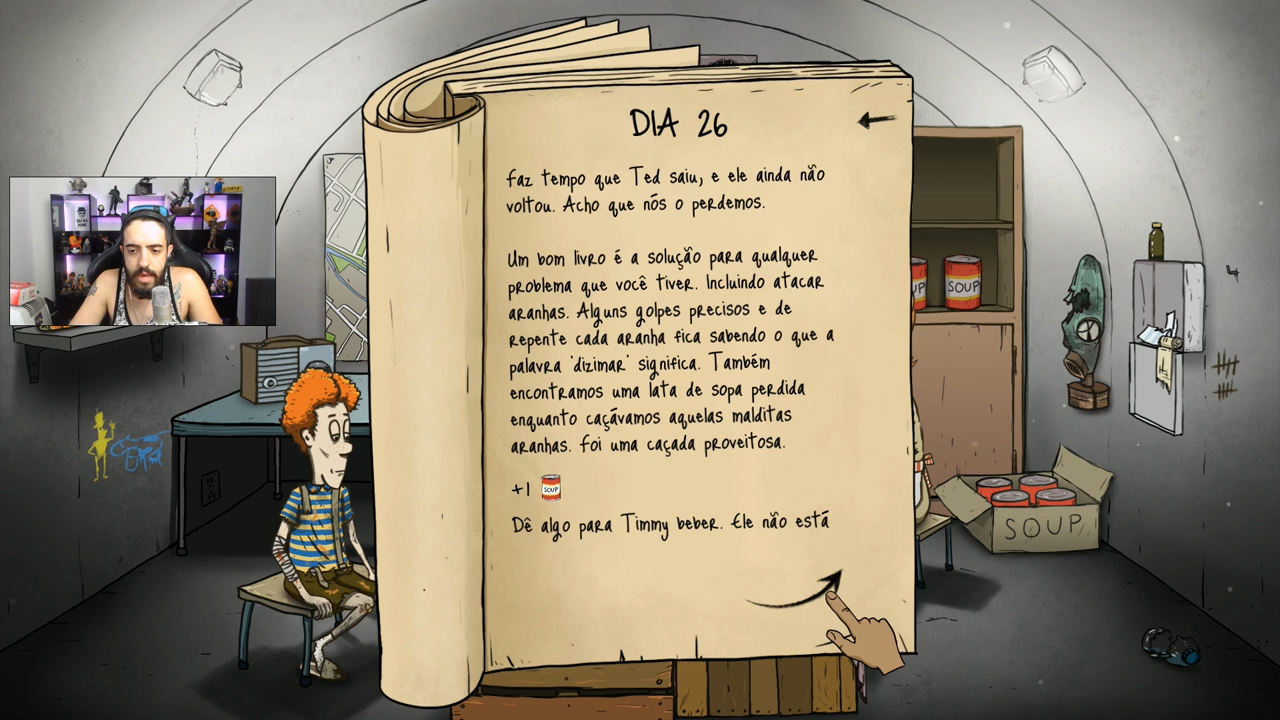 DIA 26
Faz tempo que Ted saiu, e ele ainda não
voltou. Acho que nós o perdemos.
Um bom livro é a solução para qualquer
problema que você tiver. Incluindo atacar
aranhas. Alguns golpes precisos e de
repente cada aranha fica sabendo o que a
palavra 'dizimar' significa. Também
encontramos uma lata de sopa perdida
enquanto caçávamos aquelas malditas
aranhas. Foi uma caçada proveitosa.
+1 SOUP
Dê algo para Timmy beber. Ele não está
UP
SOUP
SOUP